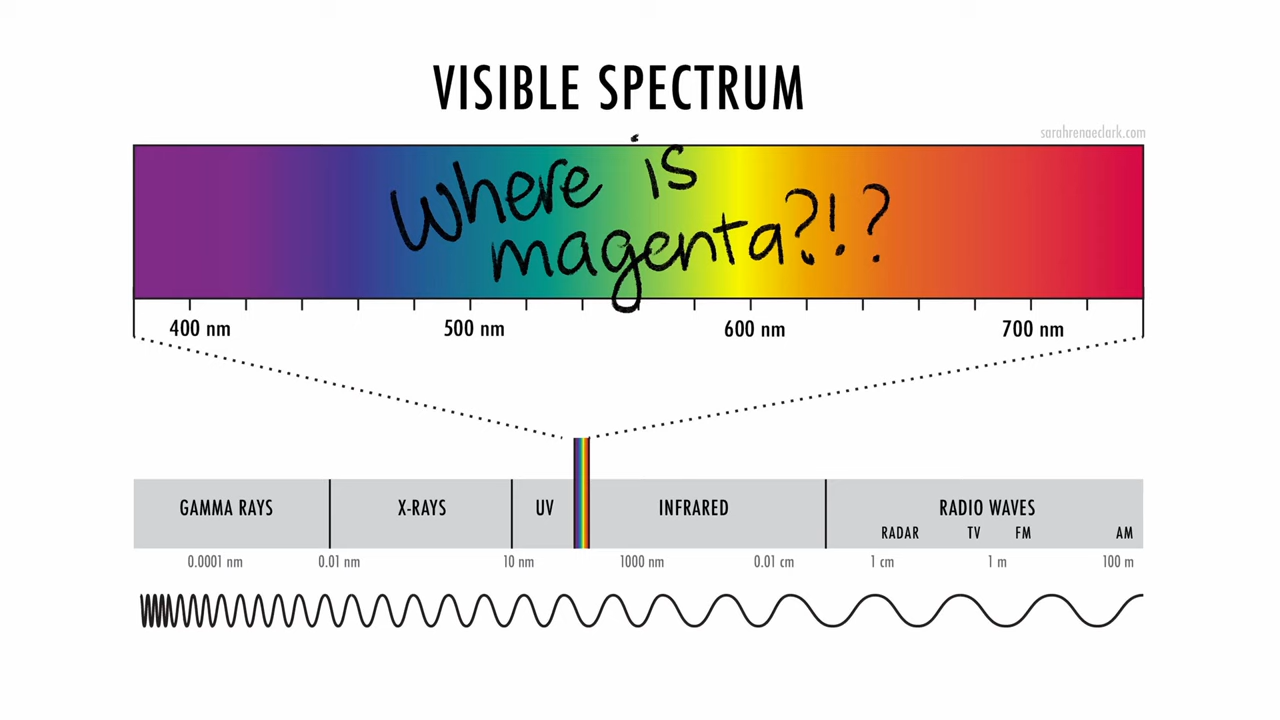 VISIBLE SPECTRUM
sarahrenaeclark.com
Where is
magenta?!?
400 nm 500 nm 600 nm 700 nm
GAMMA RAYS X-RAYS UV INFRARED RADIO WAVES
RADAR TV FM AM
0.0001 nm 0.01 nm 10 nm 1000 nm 0.01 cm 1 cm 1 m 100 m